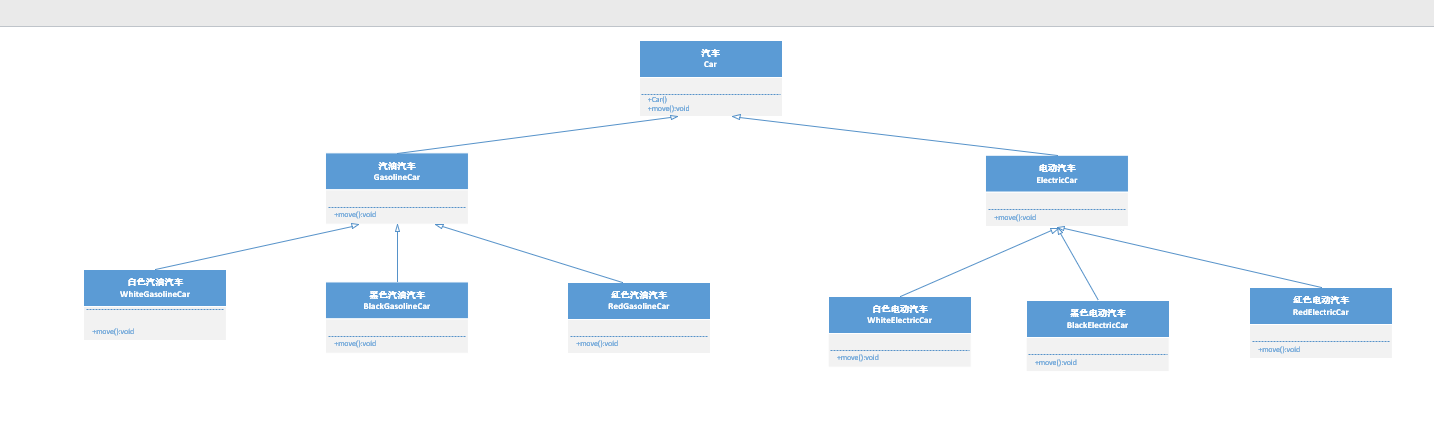 汽车
Car
+Car()
+move():void
汽油汽车
GasolineCar
+move():void
电动汽车
ElectricCar
+move():void
白色汽油汽车
WhiteGasolineCar
+move():void
黑色汽油汽车
BlackGasolineCar
+move():void
红色汽油汽车
RedGasolineCar
+move():void
白色电动汽车
WhiteElectricCar
+move():void
黑色电动汽车
BlackElectricCar
+move():void
红色电动汽车
RedElectricCar
+move():void